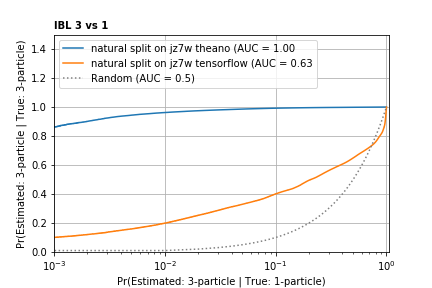 IBL 3 vs 1
natural split on jz7w theano (AUC = 1.00
natural split on jz7w tensorflow (AUC = 0.63
Random (AUC = 0.5)
Pr(Estimated: 3-particle | True: 3-particle)
1.4
1.2
1.0
0.8
0.6
0.4
0.2
0.0
10⁻³
10⁻²
10⁻¹
10⁰
Pr(Estimated: 3-particle | True: 1-particle)